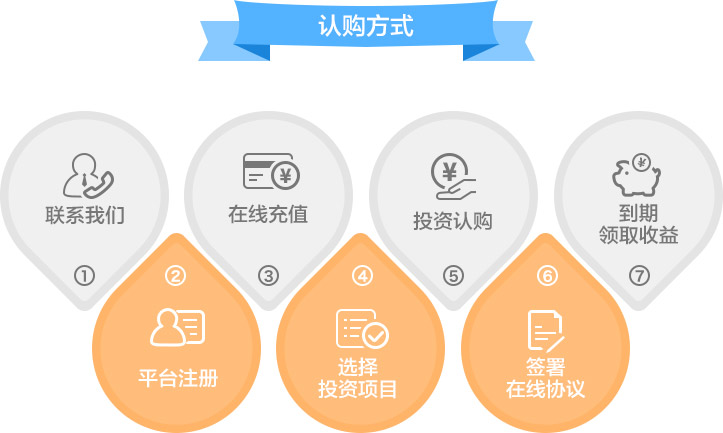 认购方式
¥
联系我们
①
平台注册
②
¥
在线充值
③
④
选择
投资项目
¥
投资认购
⑤
⑥
签署
在线协议
¥
到期
领取收益
⑦